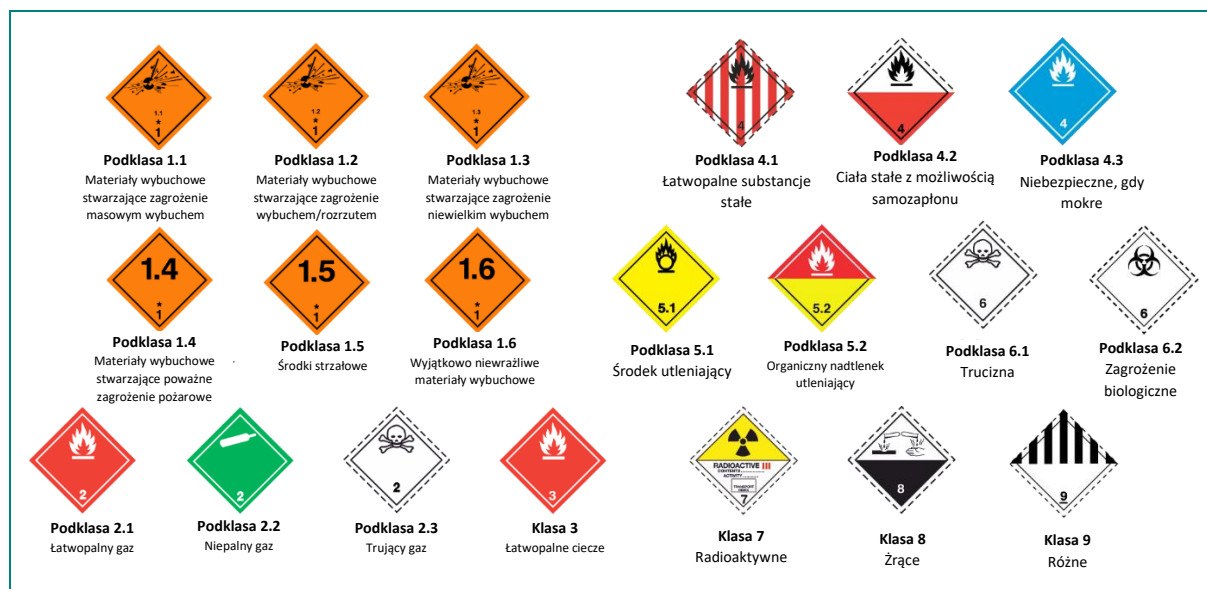 1.1
*
1
Podklasa 1.1
Materiały wybuchowe
stwarzające zagrożenie
masowym wybuchem
1.2
*
1
Podklasa 1.2
Materiały wybuchowe
stwarzające zagrożenie
wybuchem/rozrzutem
1.3
*
1
Podklasa 1.3
Materiały wybuchowe
stwarzające zagrożenie
niewielkim wybuchem
4
Podklasa 4.1
Łatwopalne substancje
stałe
4
Podklasa 4.2
Ciała stałe z możliwością
samozapłonu
4
Podklasa 4.3
Niebezpieczne, gdy
mokre
1.4
*
1
Podklasa 1.4
Materiały wybuchowe
stwarzające poważne
zagrożenie pożarowe
1.5
*
1
Podklasa 1.5
Środki strzałowe
1.6
*
1
Podklasa 1.6
Wyjątkowo niewrażliwe
materiały wybuchowe
5.1
Podklasa 5.1
Środek utleniający
5.2
Podklasa 5.2
Organiczny nadtlenek
utleniający
6
Podklasa 6.1
Trucizna
6
Podklasa 6.2
Zagrożenie
biologiczne
2
Podklasa 2.1
Łatwopalny gaz
2
Podklasa 2.2
Niepalny gaz
2
Podklasa 2.3
Trujący gaz
3
Klasa 3
Łatwopalne ciecze
RADIOACTIVE III
CONTENTS
ACTIVITY
7
Klasa 7
Radioaktywne
8
Klasa 8
Żrące
9
Klasa 9
Różne